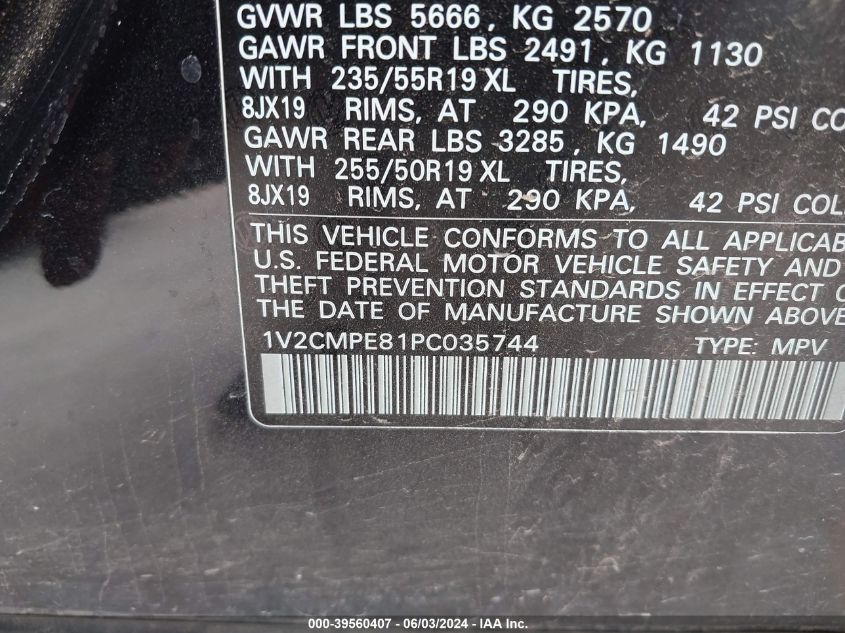 GVWR LBS 5666, KG 2570
GAWR FRONT LBS 2491, KG 1130
WITH 235/55R19 XL TIRES,
8JX19 RIMS, AT 290 KPA, 42 PSI CO
GAWR REAR LBS 3285, KG 1490
WITH 255/50R19 XL TIRES,
8JX19 RIMS, AT 290 KPA, 42 PSI COL
THIS VEHICLE CONFORMS TO ALL APPLICAB
U.S. FEDERAL MOTOR VEHICLE SAFETY AND
THEFT PREVENTION STANDARDS IN EFFECT O
THE DATE OF MANUFACTURE SHOWN ABOVE
1V2CMPE81PC035744 TYPE: MPV
000-39560407 - 06/03/2024 - IAA Inc.